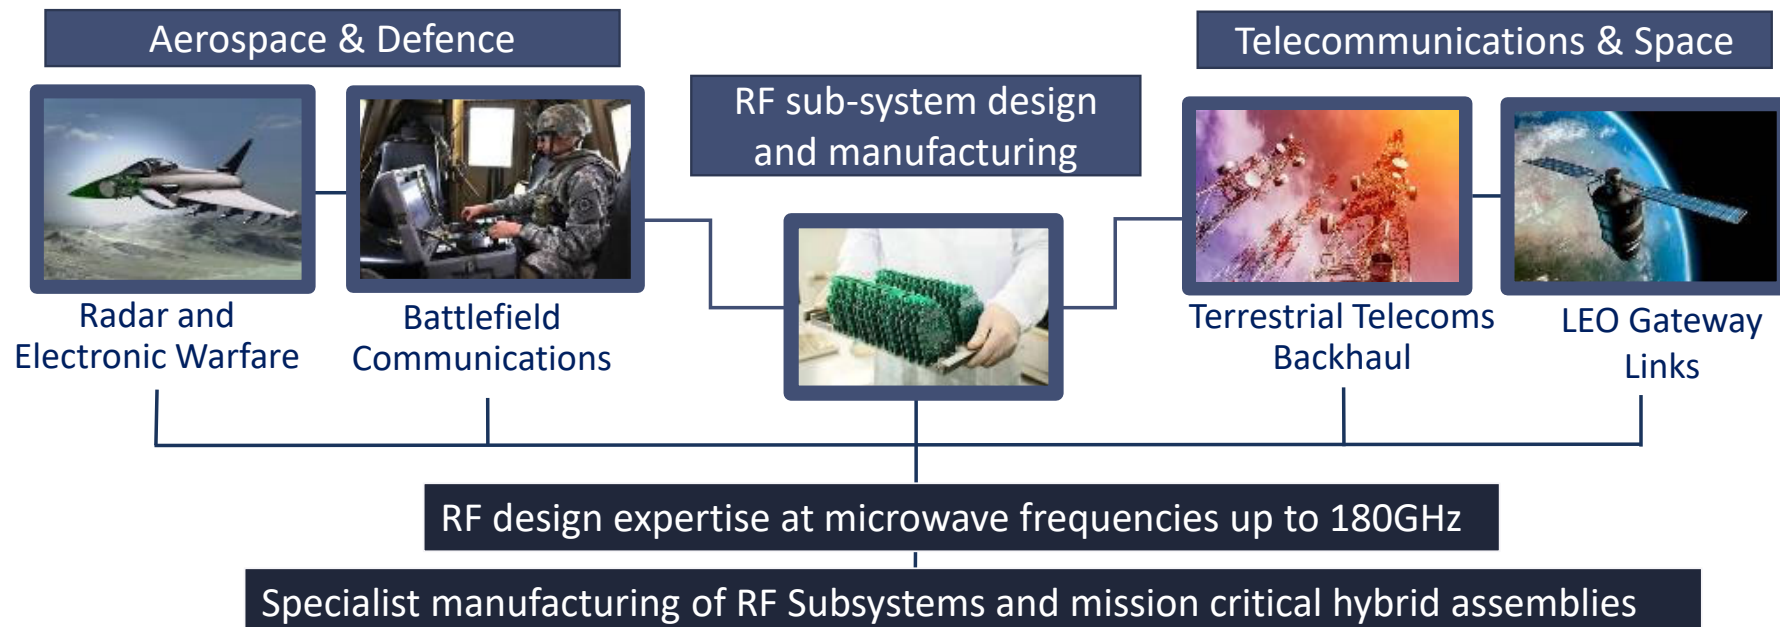 Aerospace & Defence
Telecommunications & Space
RF sub-system design
and manufacturing
Radar and
Electronic Warfare
Battlefield
Communications
Terrestrial Telecoms
Backhaul
LEO Gateway
Links
RF design expertise at microwave frequencies up to 180GHz
Specialist manufacturing of RF Subsystems and mission critical hybrid assemblies